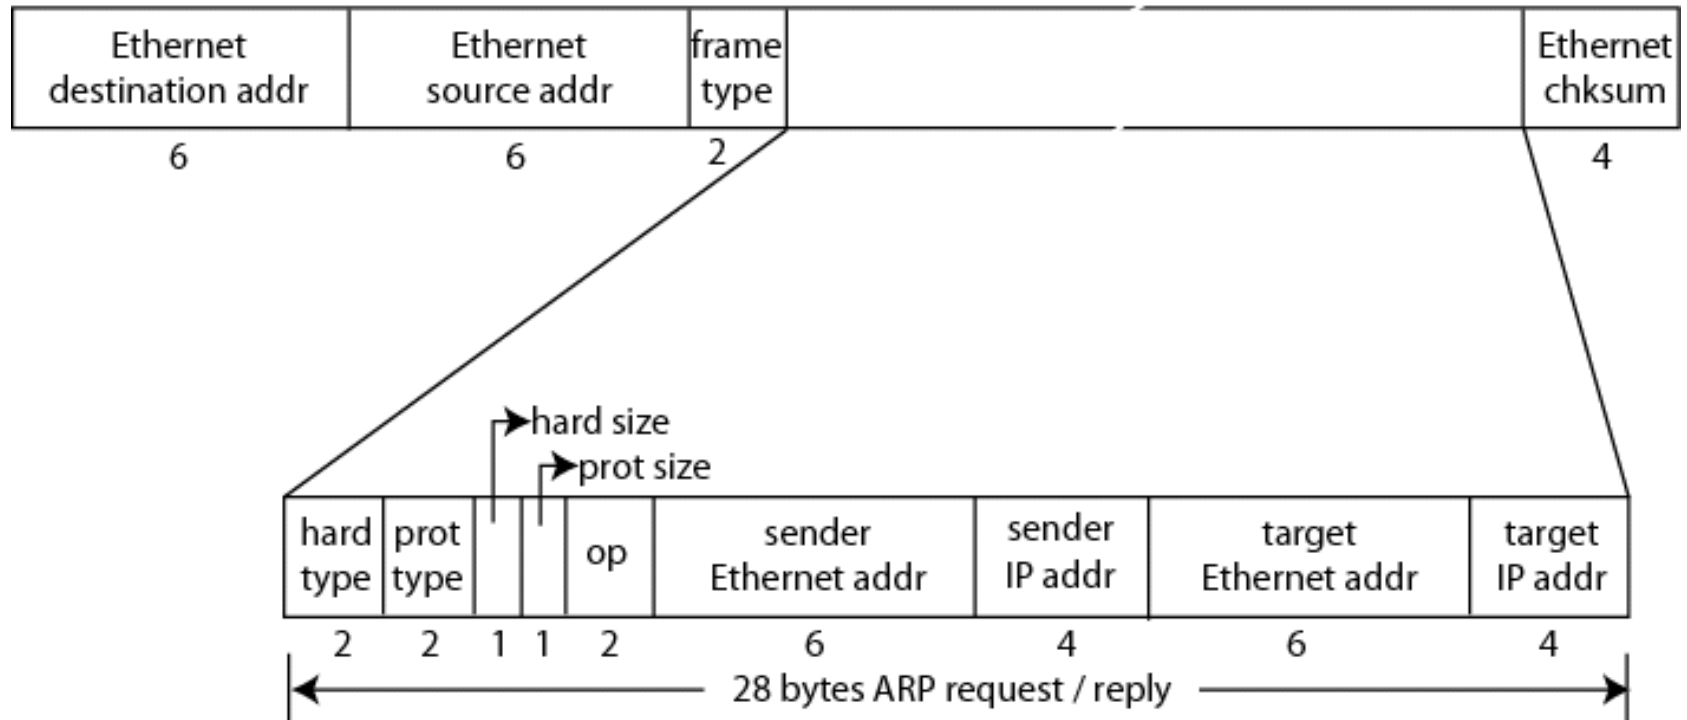 Ethernet
destination addr
Ethernet
source addr
frame
type
Ethernet
chksum
6
6
2
4
hard size
prot size
hard
type
prot
type
op
sender
Ethernet addr
sender
IP addr
target
Ethernet addr
target
IP addr
2
2
1
1
2
6
4
6
4
28 bytes ARP request / reply